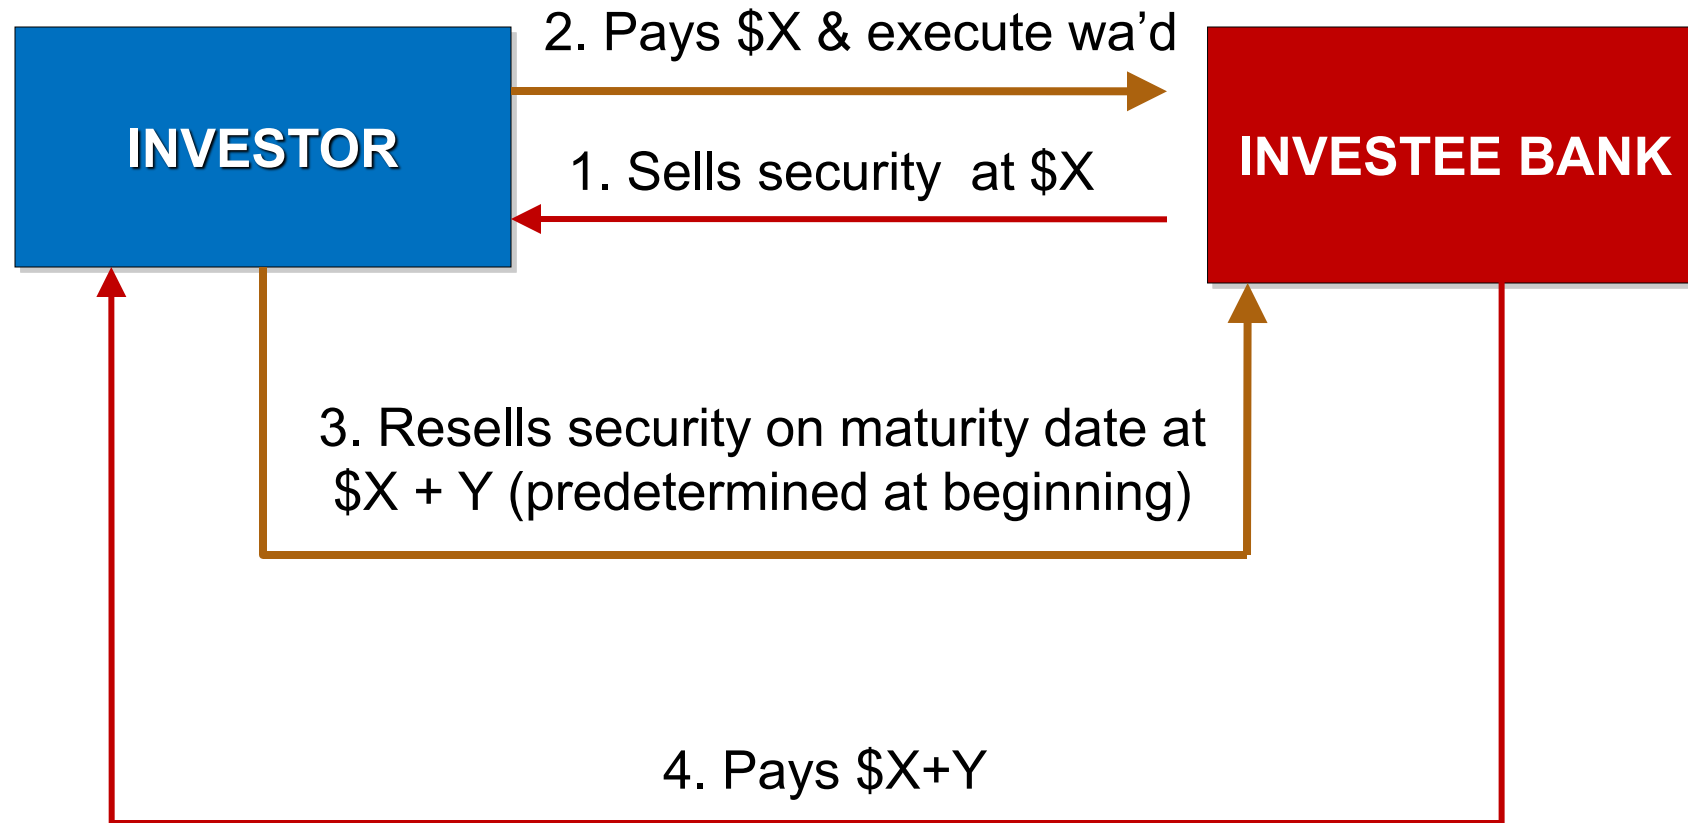 2. Pays $X & execute wa’d
INVESTOR
INVESTEE BANK
1. Sells security  at $X
3. Resells security on maturity date at
$X + Y (predetermined at beginning)
4. Pays $X+Y